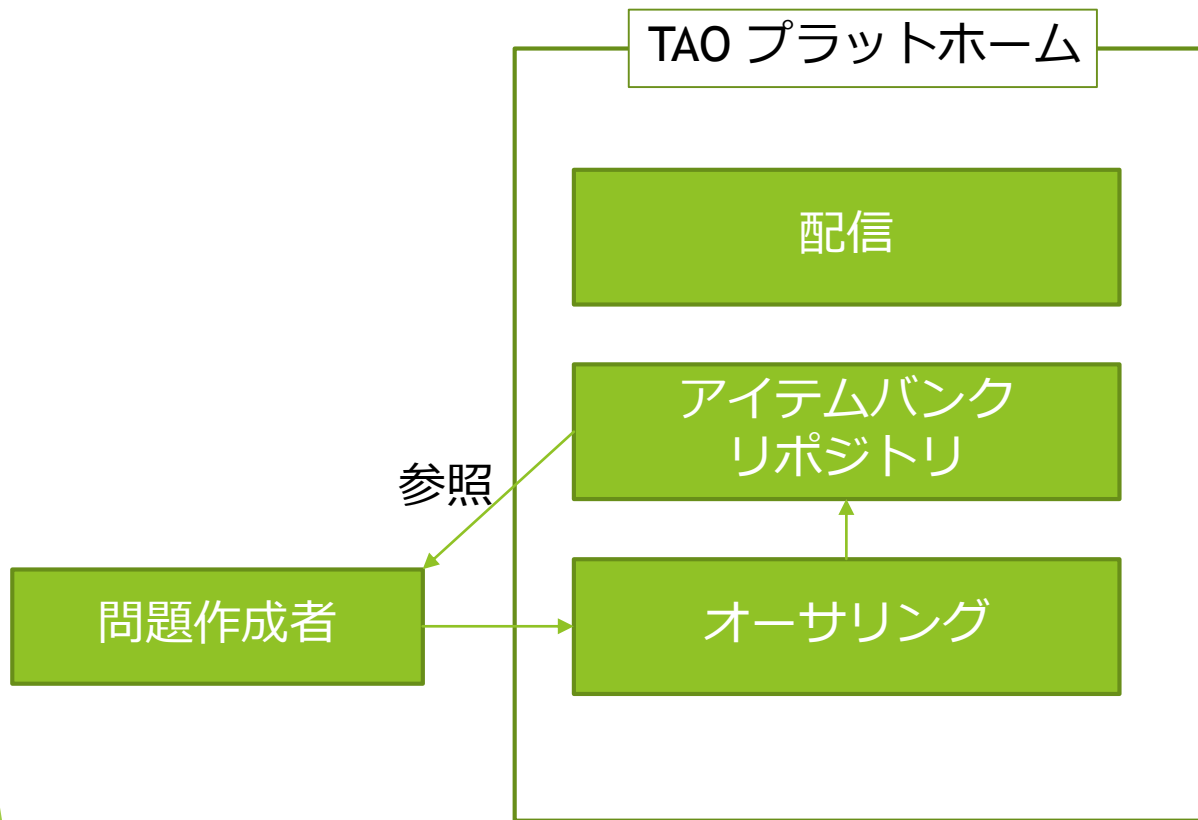 TAO プラットホーム
配信
アイテムバンク
リポジトリ
参照
問題作成者
オーサリング